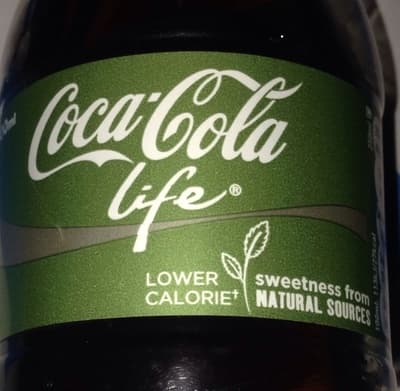 Coca-Cola
life®
LOWER
CALORIE†
sweetness from
NATURAL SOURCES